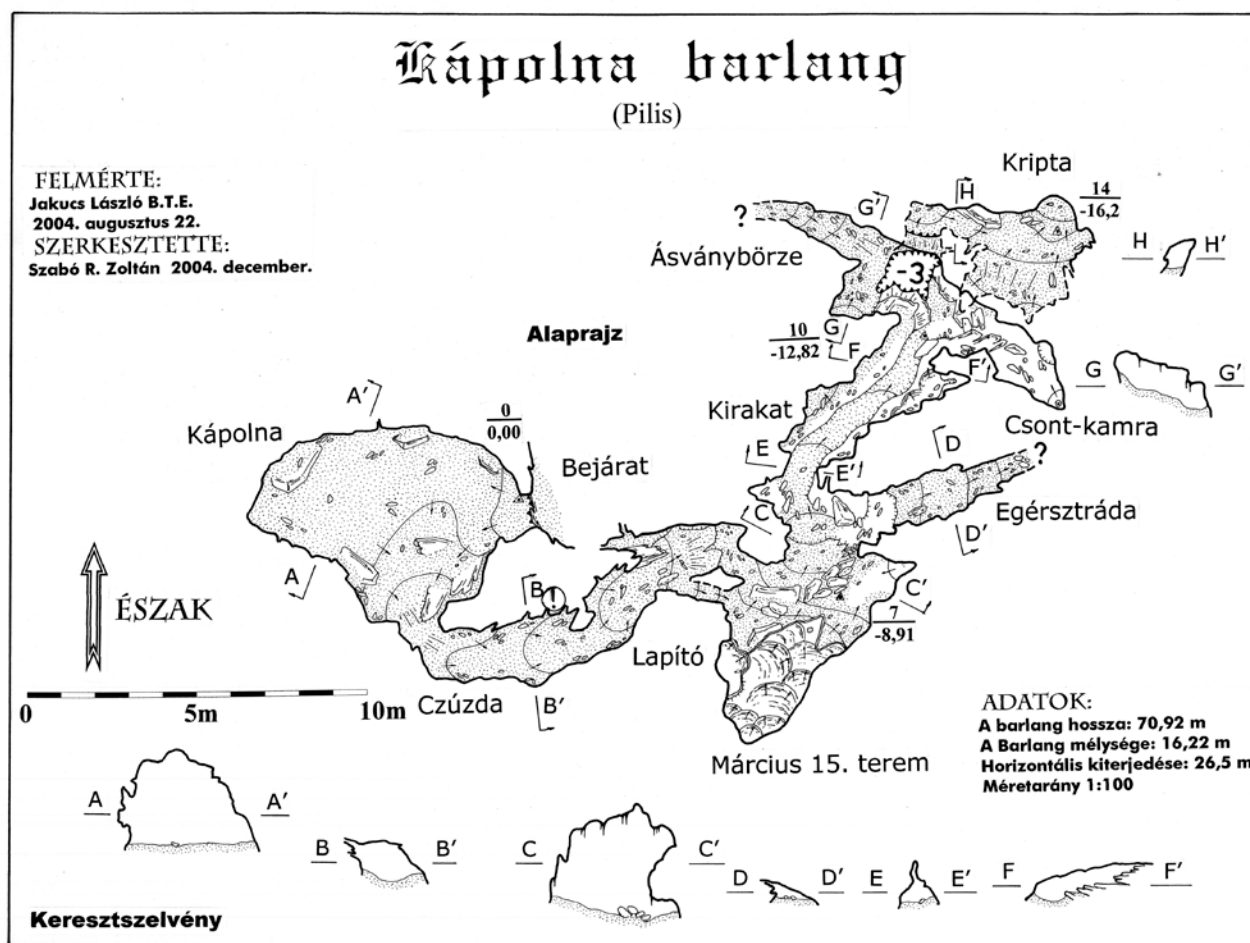 Kápolna barlang
(Pilis)
FELMÉRTE:
Jakucs László B.T.E.
2004. augusztus 22.
SZERKESZTETTE:
Szabó R. Zoltán 2004. december.
Kripta
14
-16,2
H
H H'
?
G'
Ásványbörze
-3
Alaprajz
10
-12,82
G
F
F'
G G'
A'
0
0,00
Kirakat
Csont-kamra
Kápolna
Bejárat
E
E'
D
?
C
Egérsztráda
D'
A
B
!
C'
ÉSZAK
7
-8,91
Lapító
0 5m 10m
Czúzda
B'
Március 15. terem
ADATOK:
A barlang hossza: 70,92 m
A Barlang mélysége: 16,22 m
Horizontális kiterjedése: 26,5 m
Méretarány 1:100
A A'
B B'
C C'
D D'
E E'
F F'
Keresztszelvény